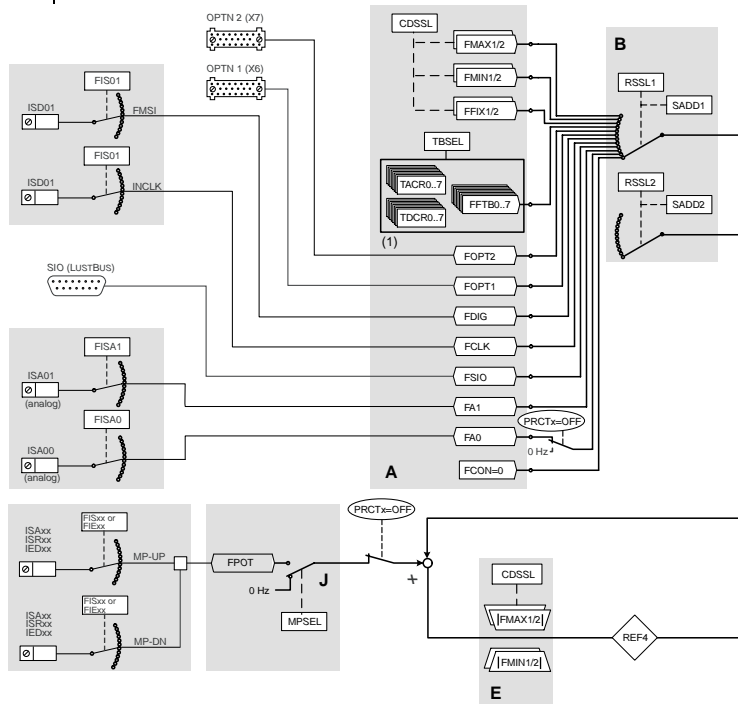 OPTN 2 (X7)
OPTN 1 (X6)
CDSSL
FMAX1/2
FMIN1/2
FFIX1/2
B
RSSL1
SADD1
RSSL2
SADD2
FIS01
ISD01
FMSI
FIS01
ISD01
INCLK
TBSEL
TACR0..7
TDCR0..7
FFTB0..7
(1)
SIO (LUSTBUS)
FOPT2
FOPT1
FDIG
FCLK
FSIO
FA1
FA0
FCON=0
PRCTx=OFF
0 Hz
A
FISA1
ISA01
(analog)
FISA0
ISA00
(analog)
ISAxx
ISRxx
IEDxx
FISxx or
FIExx
MP-UP
ISAxx
ISRxx
IEDxx
FISxx or
FIExx
MP-DN
FPOT
0 Hz
J
MPSEL
PRCTx=OFF
+
CDSSL
|FMAX1/2|
|FMIN1/2|
E
REF4